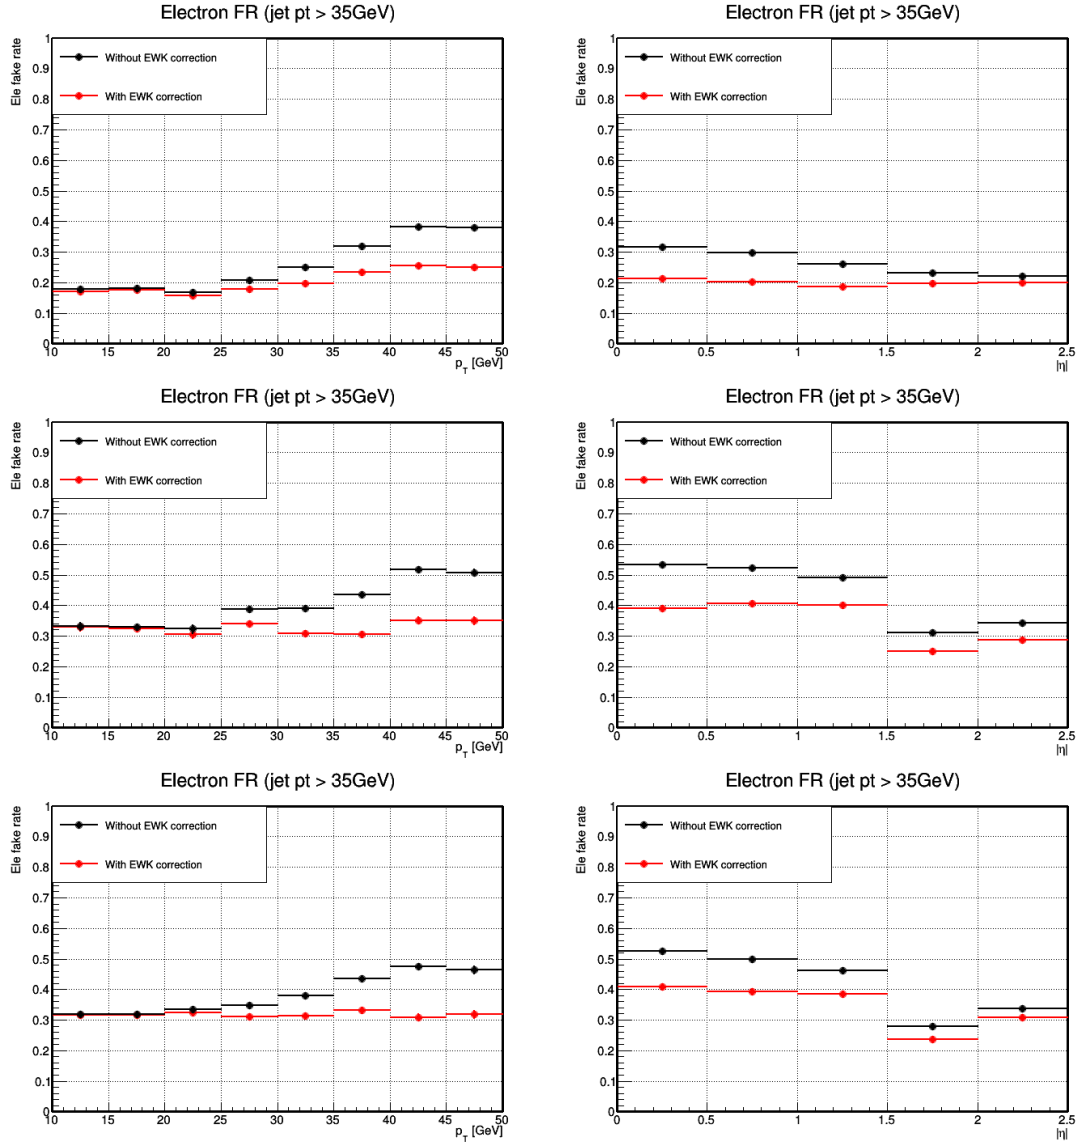 Electron FR (jet pt > 35GeV)
Ele fake rate
1
0.9
0.8
0.7
0.6
0.5
0.4
0.3
0.2
0.1
0
Without EWK correction
With EWK correction
10 15 20 25 30 35 40 45 50
p_T [GeV]
Electron FR (jet pt > 35GeV)
Ele fake rate
1
0.9
0.8
0.7
0.6
0.5
0.4
0.3
0.2
0.1
0
Without EWK correction
With EWK correction
0 0.5 1 1.5 2 2.5
|η|
Electron FR (jet pt > 35GeV)
Ele fake rate
1
0.9
0.8
0.7
0.6
0.5
0.4
0.3
0.2
0.1
0
Without EWK correction
With EWK correction
10 15 20 25 30 35 40 45 50
p_T [GeV]
Electron FR (jet pt > 35GeV)
Ele fake rate
1
0.9
0.8
0.7
0.6
0.5
0.4
0.3
0.2
0.1
0
Without EWK correction
With EWK correction
0 0.5 1 1.5 2 2.5
|η|
Electron FR (jet pt > 35GeV)
Ele fake rate
1
0.9
0.8
0.7
0.6
0.5
0.4
0.3
0.2
0.1
0
Without EWK correction
With EWK correction
10 15 20 25 30 35 40 45 50
p_T [GeV]
Electron FR (jet pt > 35GeV)
Ele fake rate
1
0.9
0.8
0.7
0.6
0.5
0.4
0.3
0.2
0.1
0
Without EWK correction
With EWK correction
0 0.5 1 1.5 2 2.5
|η|